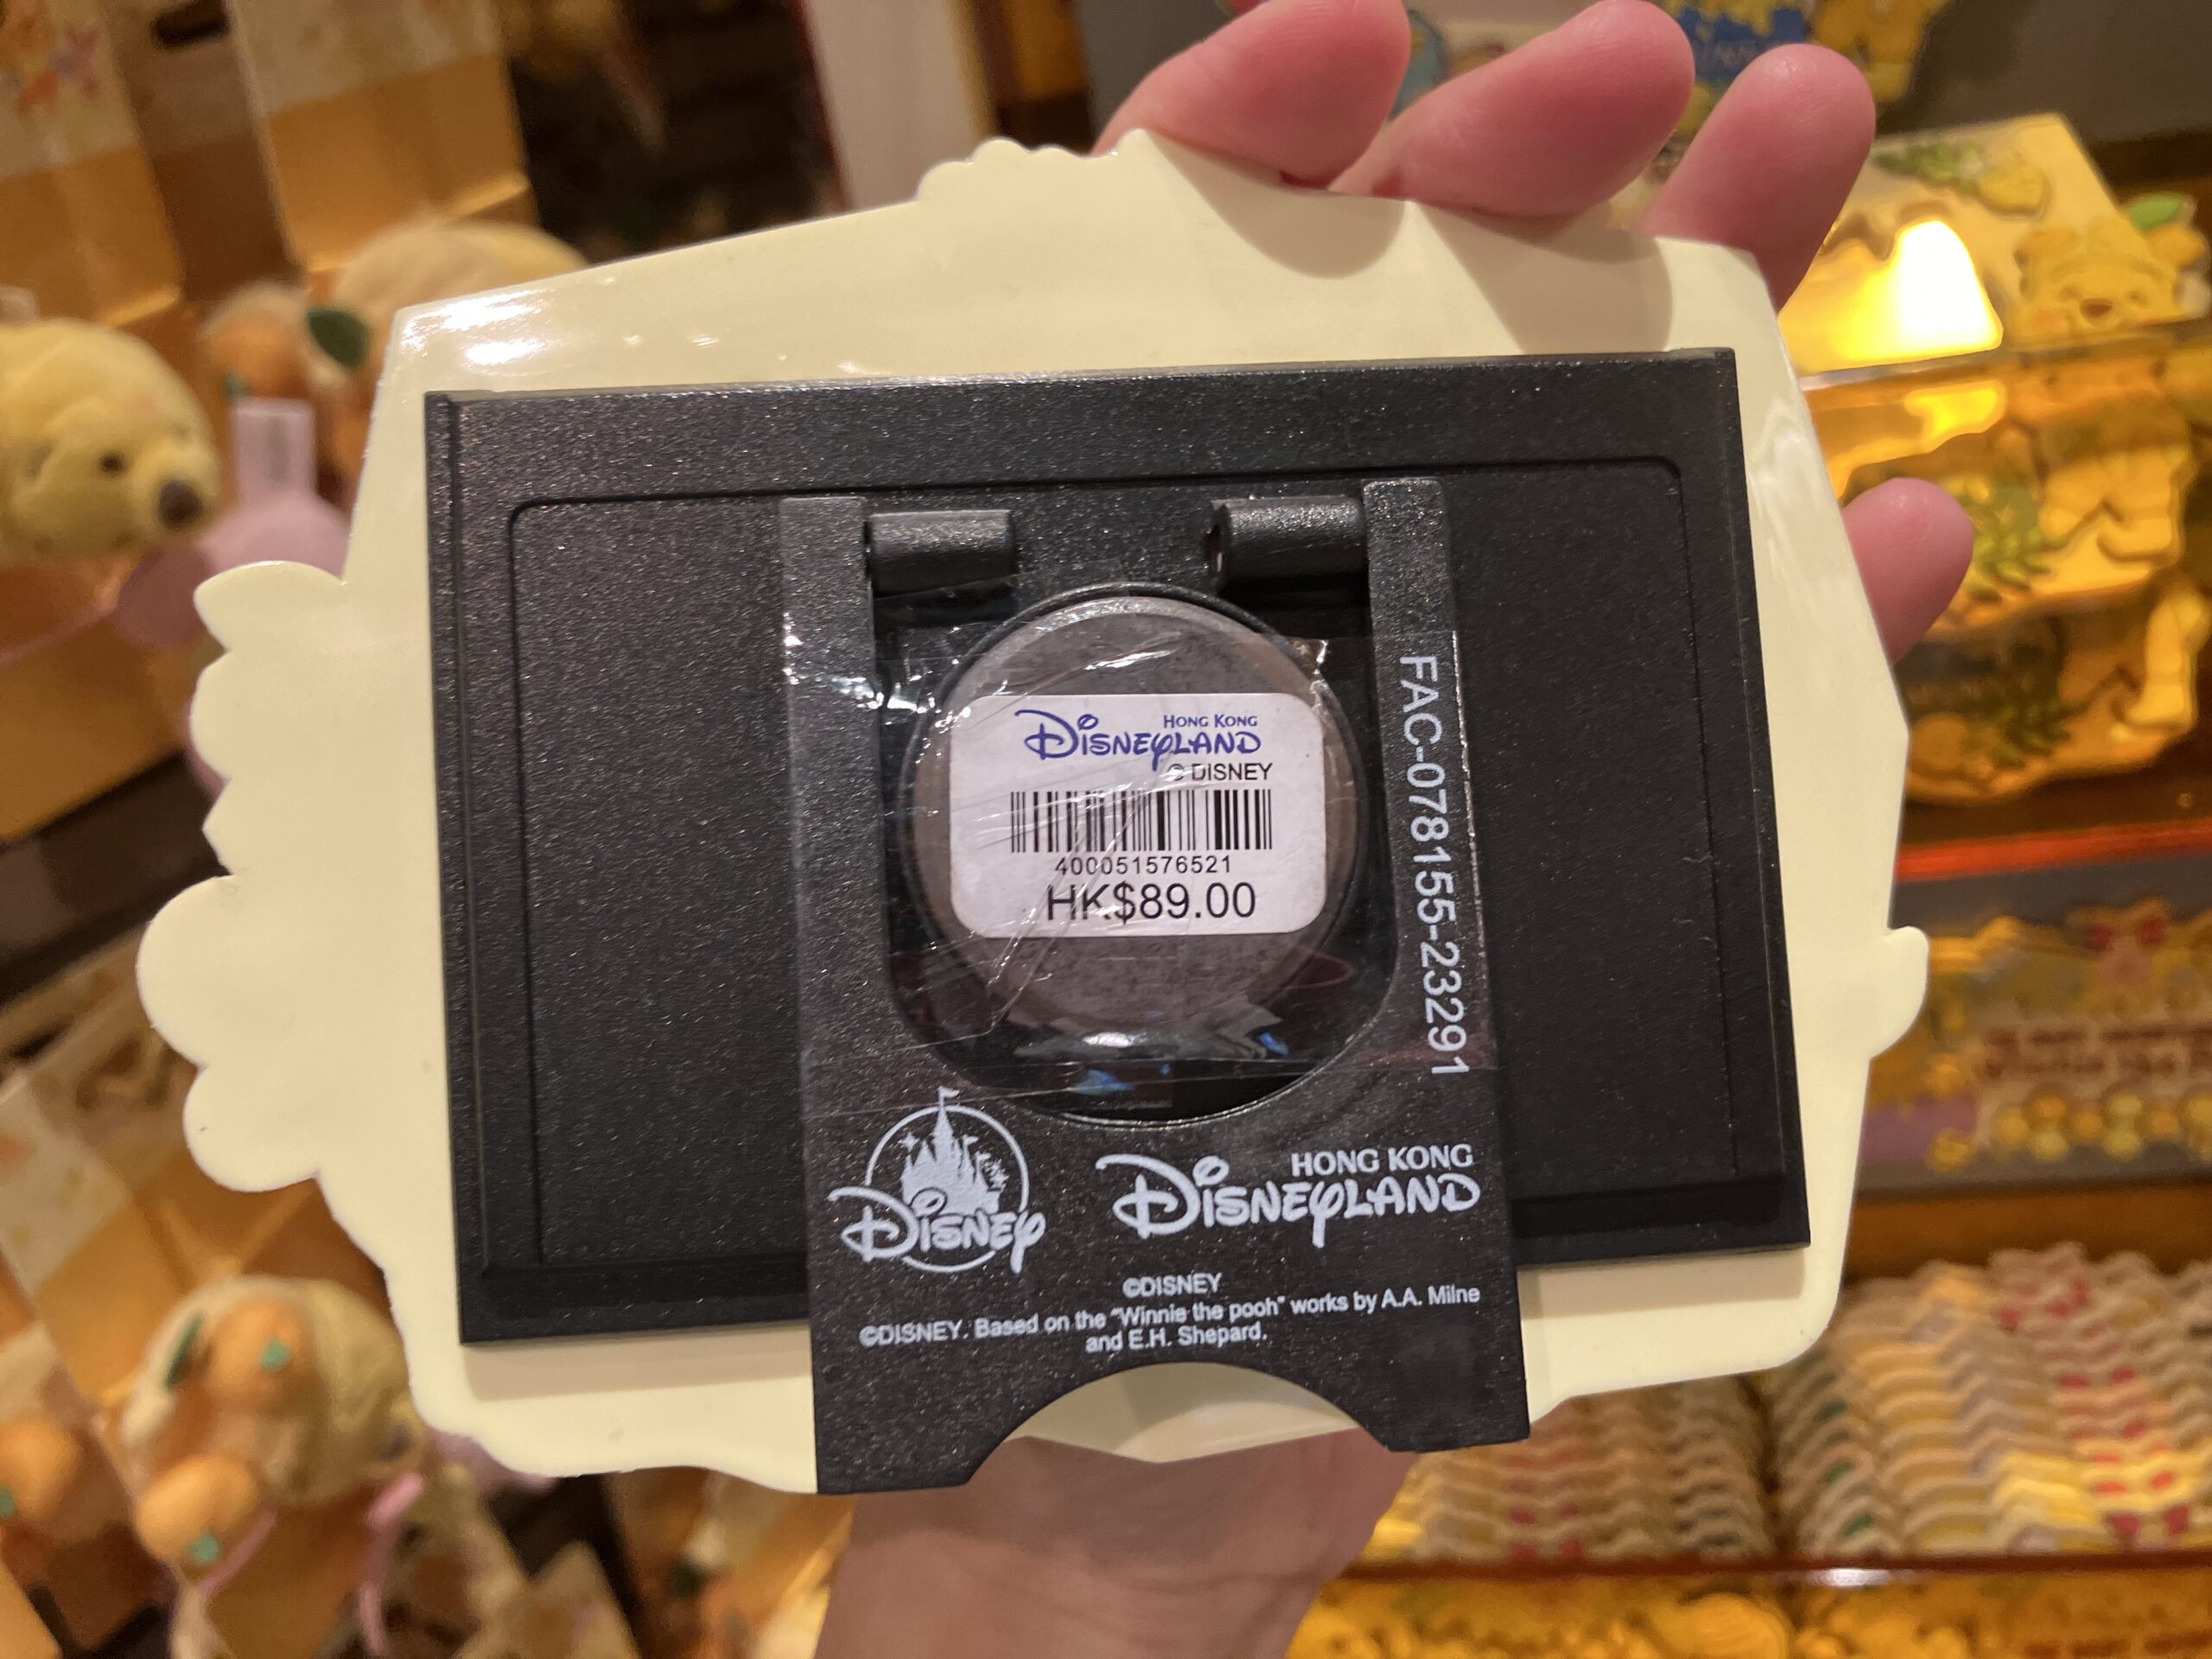 HONG KONG
DISNEYLAND
© DISNEY
400051576521
HK$89.00
FAC-078155-23291
DISNEY
HONG KONG
DISNEYLAND
©DISNEY
©DISNEY. Based on the "Winnie the pooh" works by A.A. Milne
and E.H. Shepard.